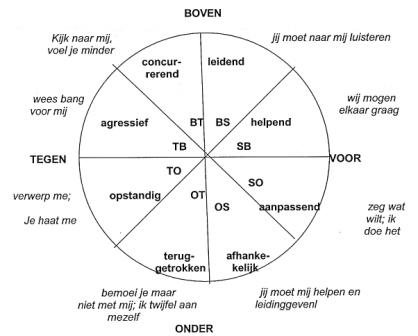 BOVEN
Kijk naar mij,
voel je minder
jij moet naar mij luisteren
concur-
rerend
leidend
wees bang
voor mij
agressief
BT
BS
helpend
wij mogen
elkaar graag
TB
SB
TEGEN
VOOR
TO
SO
verwerp me;
Je haat me
opstandig
OT
OS
aanpassend
zeg wat
wilt; ik
doe het
terug-
getrokken
afhanke-
kelijk
bemoei je maar
niet met mij; ik twijfel aan
mezelf
jij moet mij helpen en
leidinggevenl
ONDER